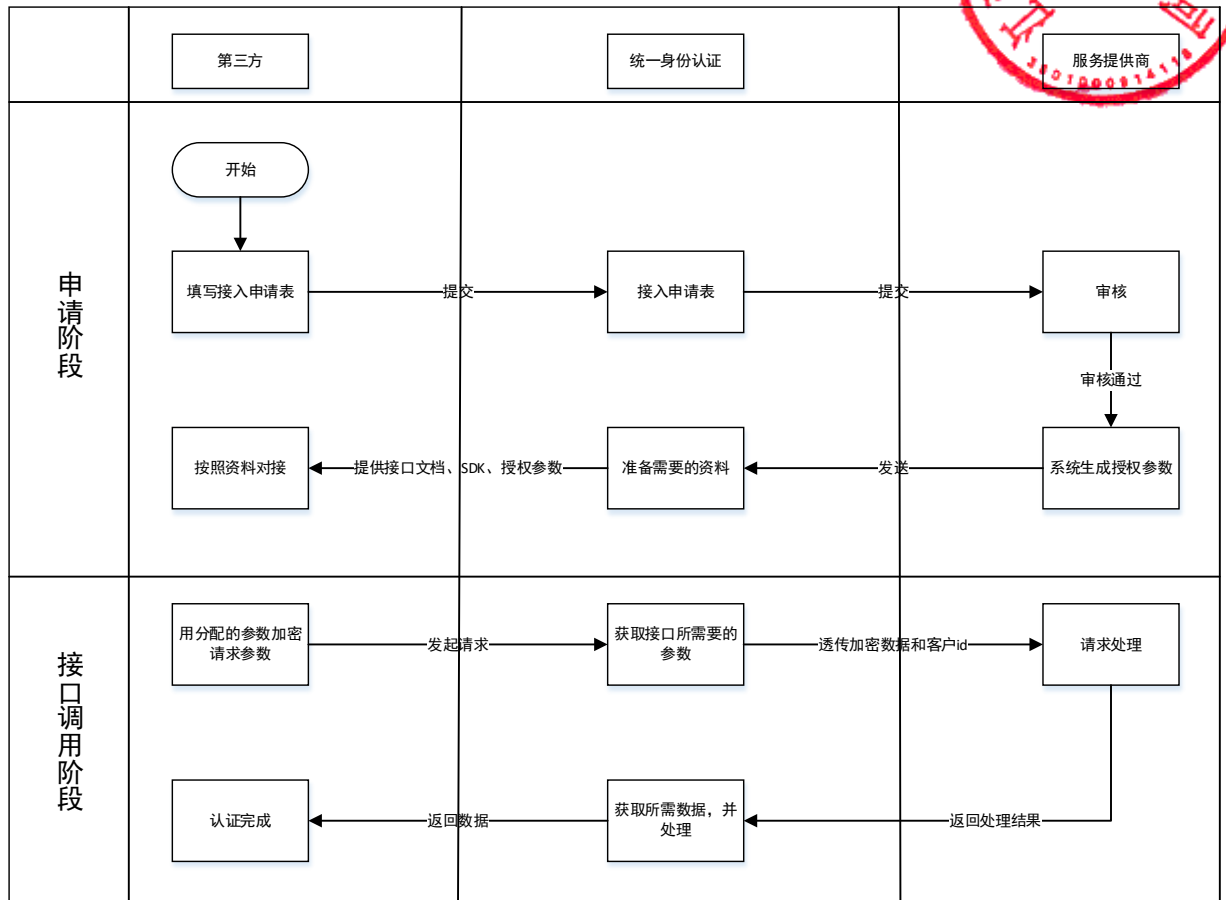 第三方
统一身份认证
服务提供商
申请阶段
开始
填写接入申请表
提交
接入申请表
提交
审核
审核通过
按照资料对接
提供接口文档、SDK、授权参数
准备需要的资料
发送
系统生成授权参数
接口调用阶段
用分配的参数加密
请求参数
发起请求
获取接口所需要的
参数
透传加密数据和客户id
请求处理
认证完成
返回数据
获取所需数据，并
处理
返回处理结果